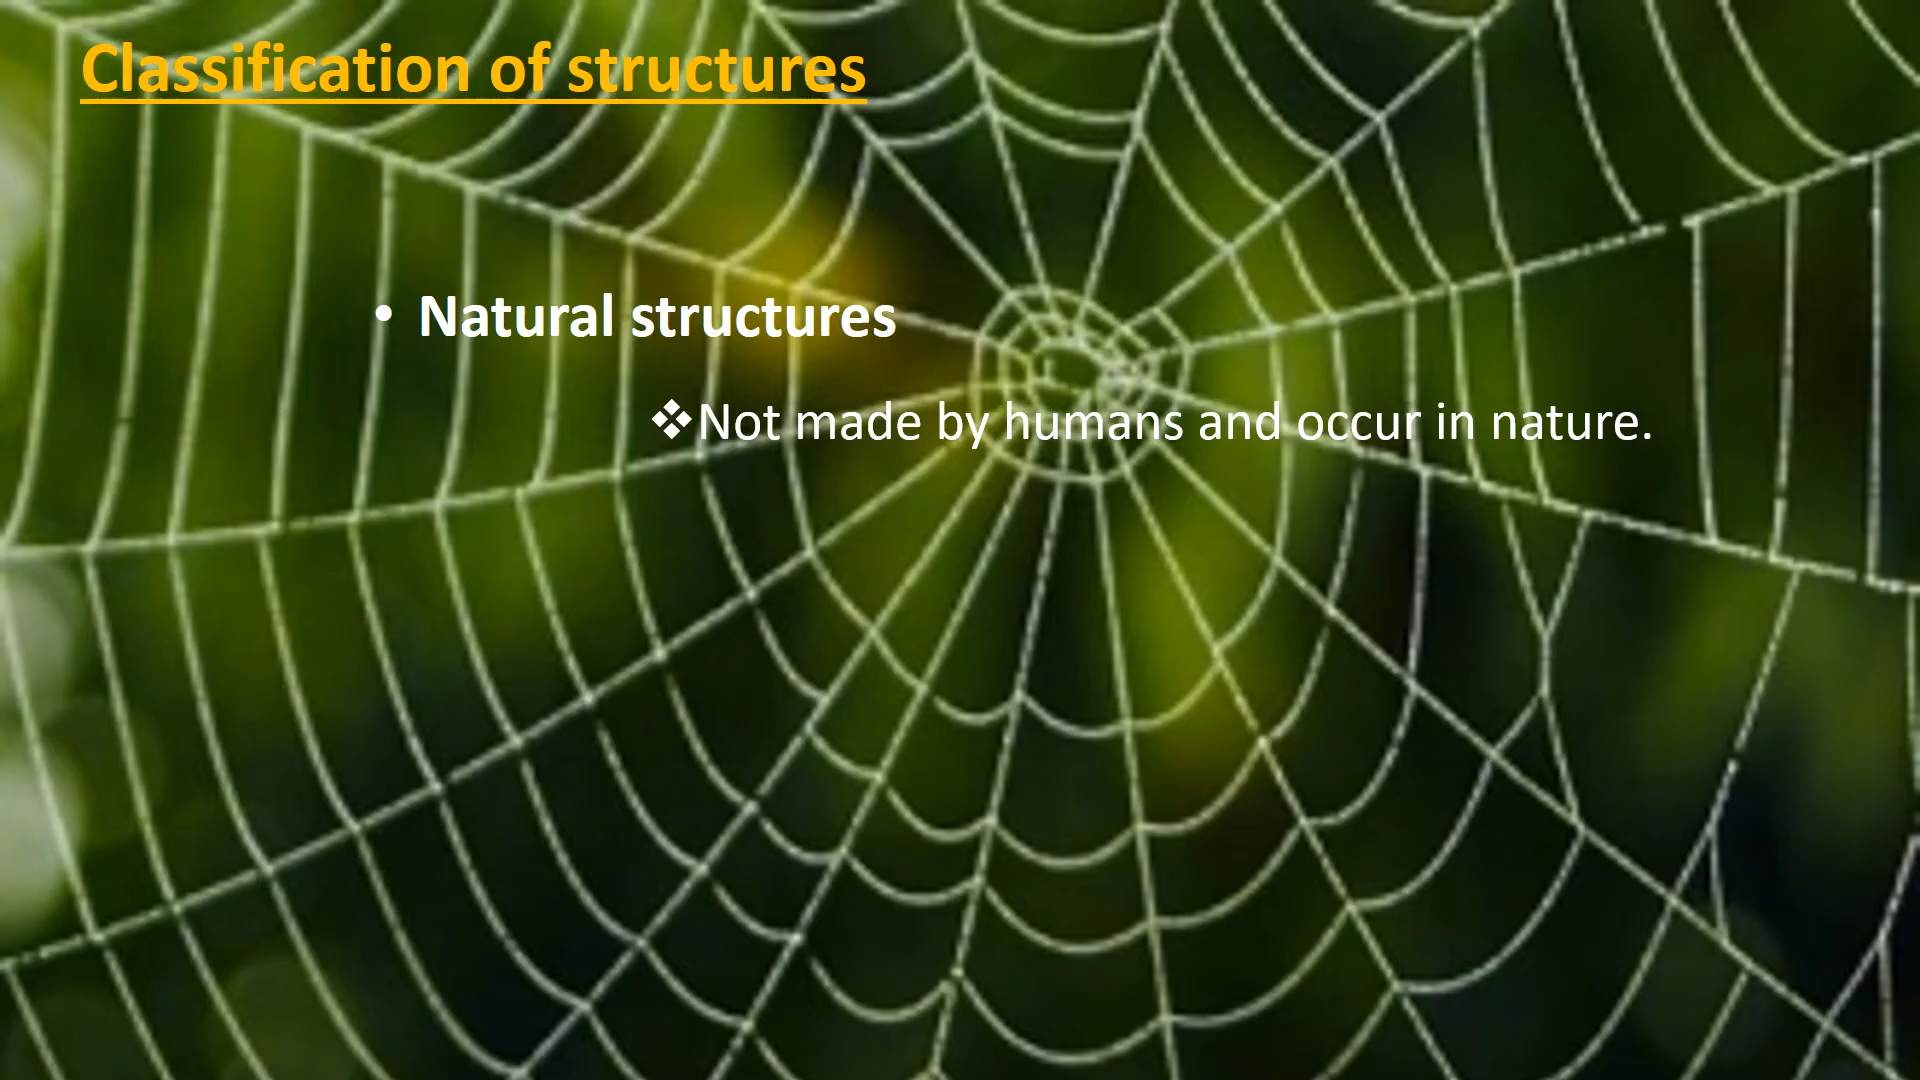 Classification of structures
• Natural structures
❖Not made by humans and occur in nature.